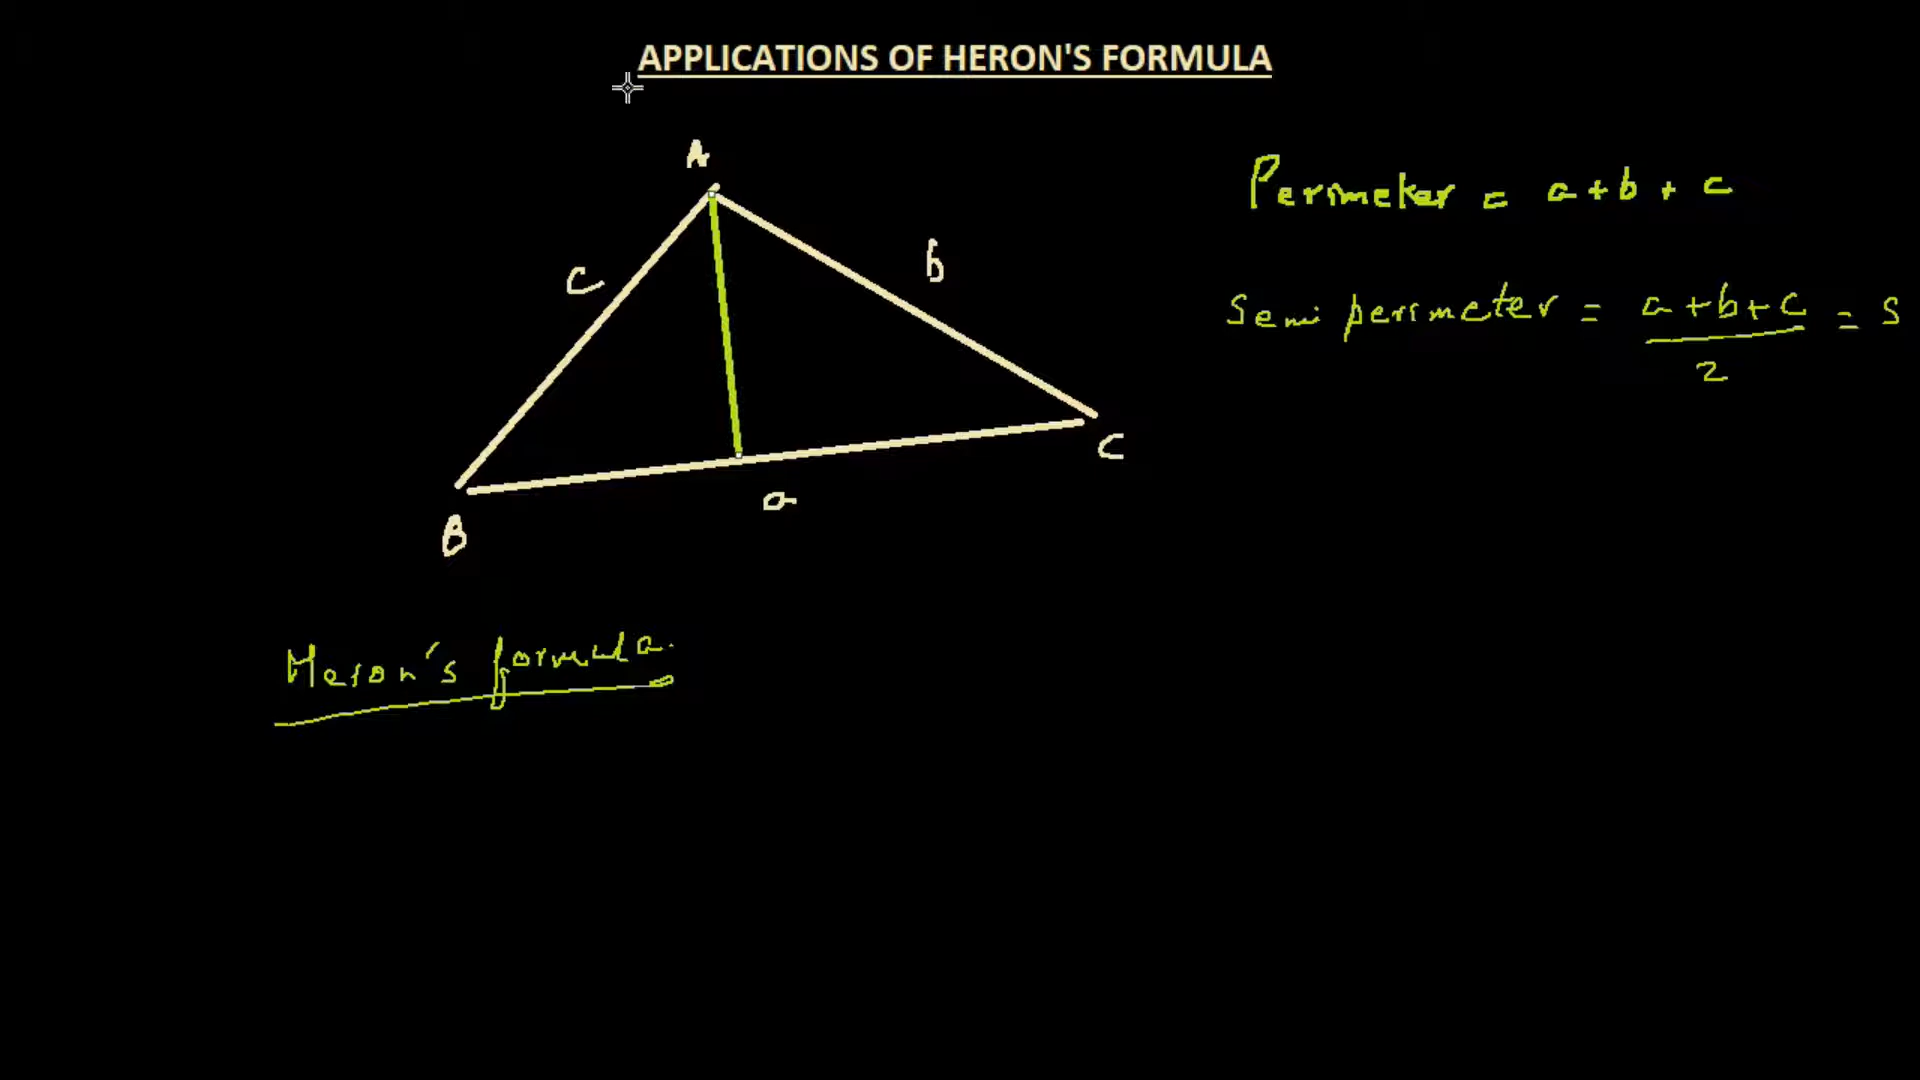 APPLICATIONS OF HERON'S FORMULA
A
Perimeter = a+b+c
c
b
Semi perimeter = a+b+c/2 = S
C
a
B
Heron's formula.